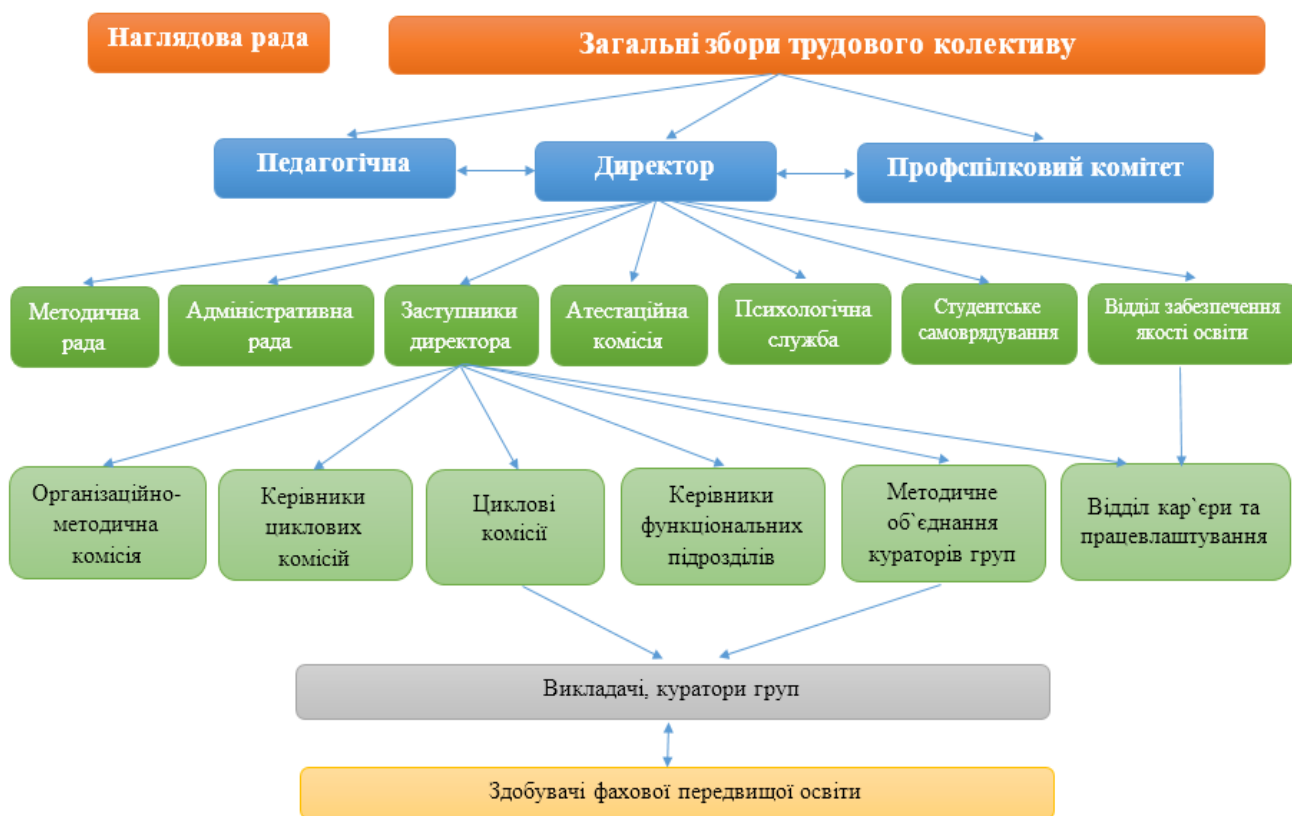 Наглядова рада
Загальні збори трудового колективу
Педагогічна
Директор
Профспілковий комітет
Методична
рада
Адміністративна
рада
Заступники
директора
Атестаційна
комісія
Психологічна
служба
Студентське
самоврядування
Відділ забезпечення
якості освіти
Організаційно-
методична
комісія
Керівники
циклових
комісій
Циклові
комісії
Керівники
функціональних
підрозділів
Методичне
об`єднання
кураторів груп
Відділ кар`єри та
працевлаштування
Викладачі, куратори груп
Здобувачі фахової передвищої освіти